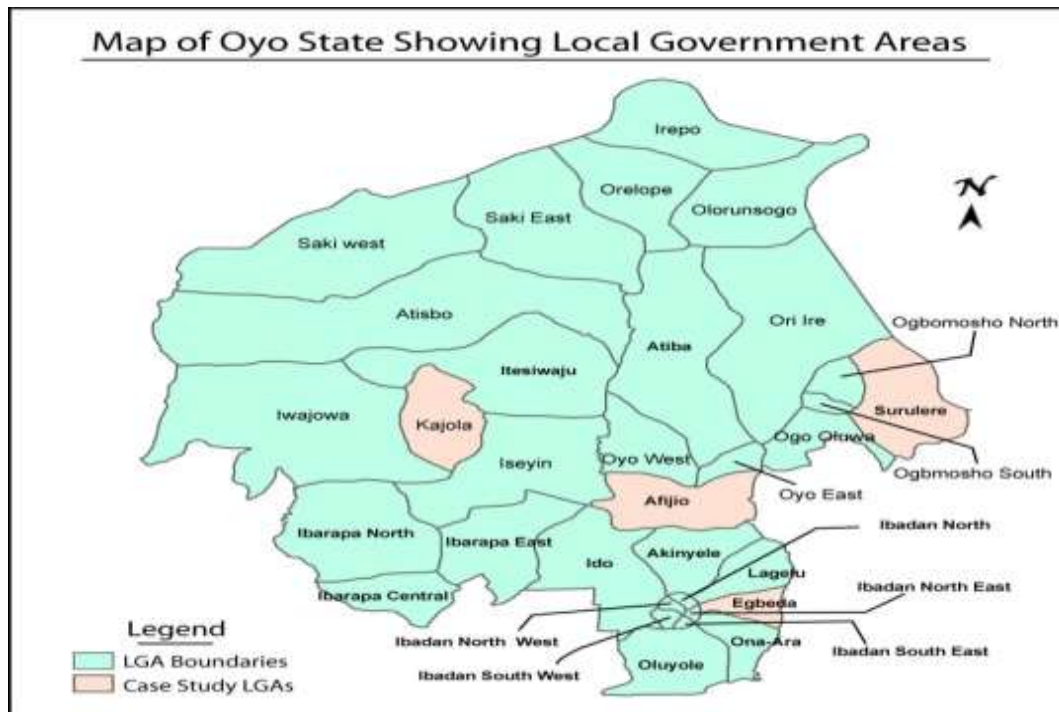 Map of Oyo State Showing Local Government Areas
Irepo
Orelope
Olorunsogo
N
Saki East
Saki west
Atisbo
Ori Ire
Ogbomosho North
Atiba
Itesiwaju
Iwajowa
Kajola
Surulere
Iseyin
Oyo West
Ogo Oluwa
Ogbmosho South
Oyo East
Afijio
Ibadan North
Ibarapa North
Ibarapa East
Akinyele
Ido
Lagelu
Ibadan North East
Ibarapa Central
Egbeda
Legend
Ibadan North West
Ona-Ara
Ibadan South East
LGA Boundaries
Ibadan South West
Oluyole
Case Study LGAs